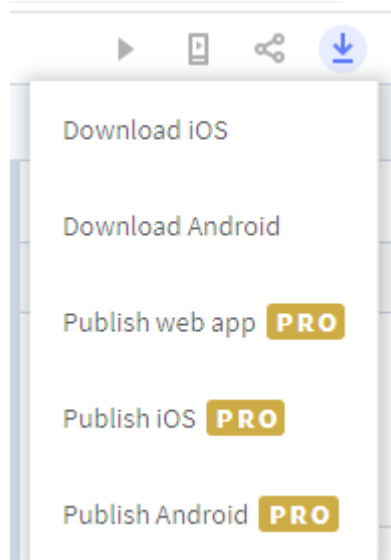 Download iOS
Download Android
Publish web app PRO
Publish iOS PRO
Publish Android PRO